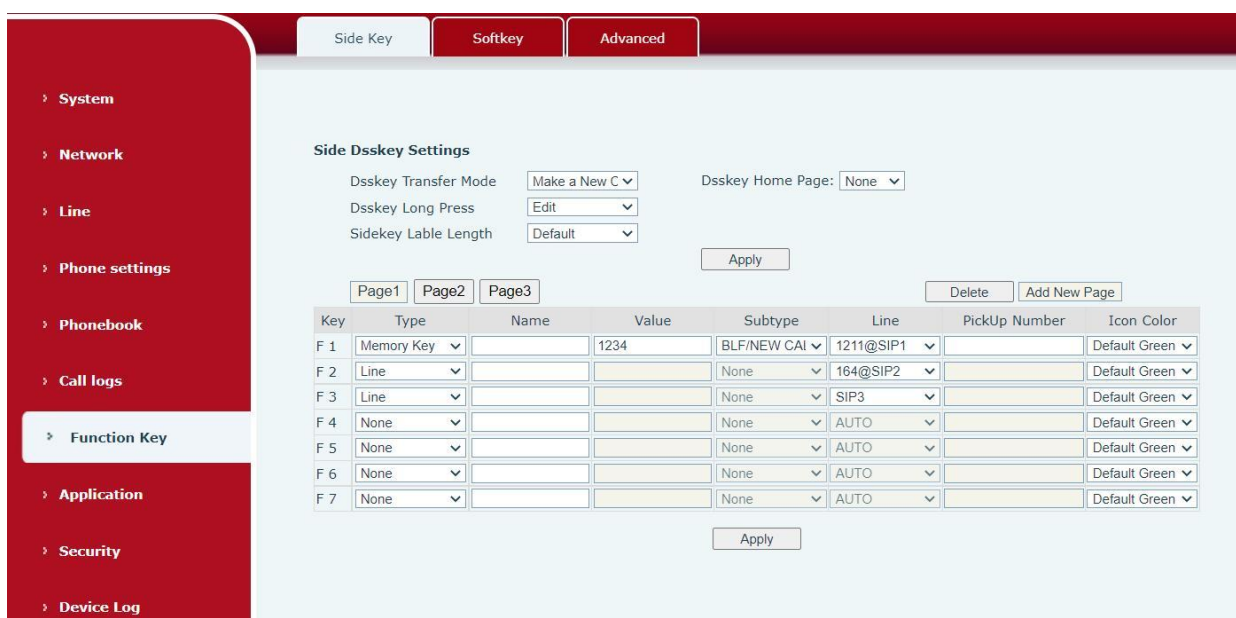 Side Key Softkey Advanced
System
Network
Line
Phone settings
Phonebook
Call logs
Function Key
Application
Security
Device Log
Side Dsskey Settings
Dsskey Transfer Mode Make a New C Dsskey Home Page: None
Dsskey Long Press Edit
Sidekey Lable Length Default
Apply
Page1 Page2 Page3 Delete Add New Page
Key Type Name Value Subtype Line PickUp Number Icon Color
F 1 Memory Key 1234 BLF/NEW CAL 1211@SIP1 Default Green
F 2 Line None 164@SIP2 Default Green
F 3 Line None SIP3 Default Green
F 4 None None AUTO Default Green
F 5 None None AUTO Default Green
F 6 None None AUTO Default Green
F 7 None None AUTO Default Green
Apply